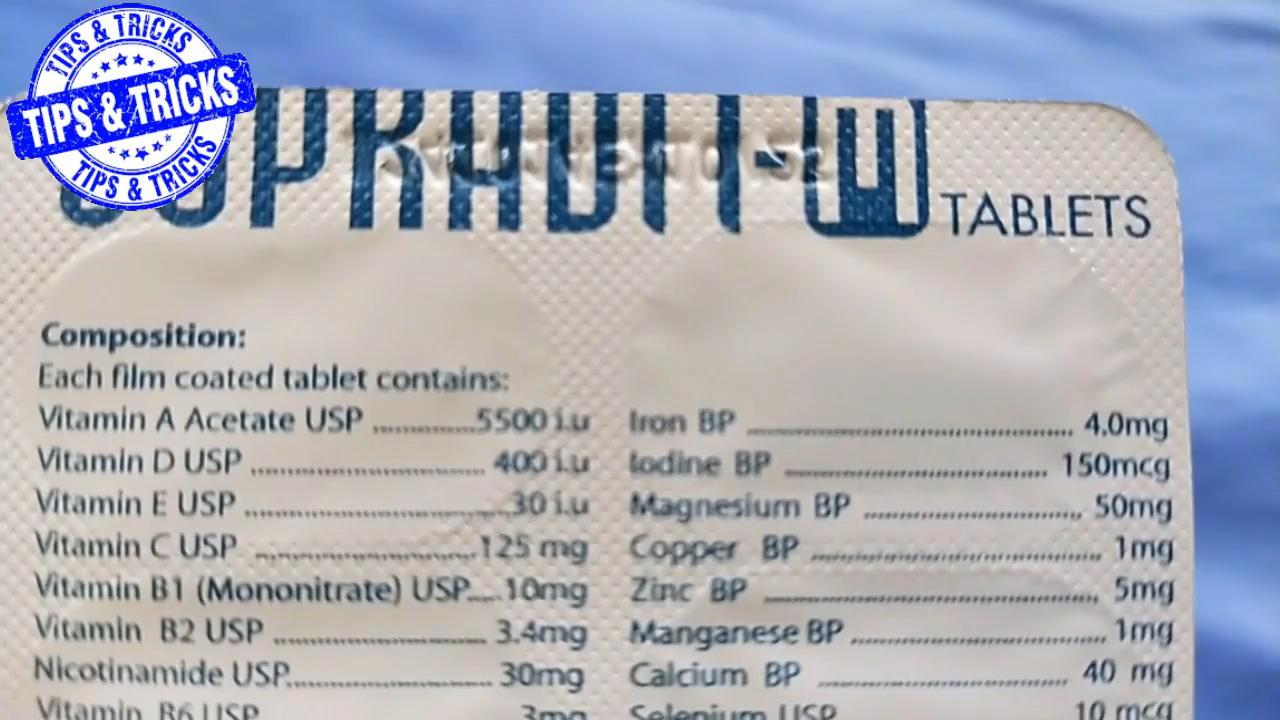 TIPS & TRICKS
TIPS & TRICKS
TIPS & TRICKS
TABLETS
Composition:
Each film coated tablet contains:
Vitamin A Acetate USP ............5500 i.u
Vitamin D USP ............................ 400 i.u
Vitamin E USP ................................30 i.u
Vitamin C USP ..........................125 mg
Vitamin B1 (Mononitrate) USP....10mg
Vitamin B2 USP ......................... 3.4mg
Nicotinamide USP........................ 30mg
Vitamin B6 USP 3mg
Iron BP ................................................ 4.0mg
Iodine BP ....................................... 150mcg
Magnesium BP ................................ 50mg
Copper BP ........................................... 1mg
Zinc BP .................................................. 5mg
Manganese BP ..................................... 1mg
Calcium BP ..................................... 40 mg
Selenium USP 10 mcg